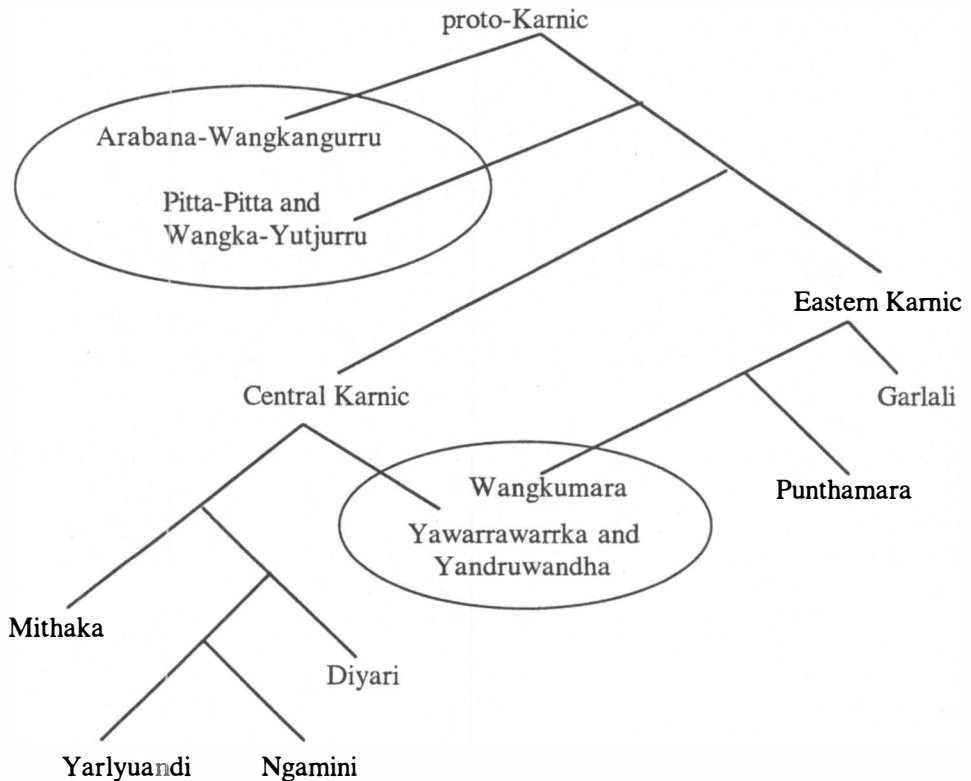 proto-Karnic
Arabana-Wangkangurru
Pitta-Pitta and
Wangka-Yutjurru
Eastern Karnic
Central Karnic
Garlali
Wangkumara
Punthamara
Yawarrawarrka and
Yandruwandha
Mithaka
Diyari
Yarlyuandi
Ngamini